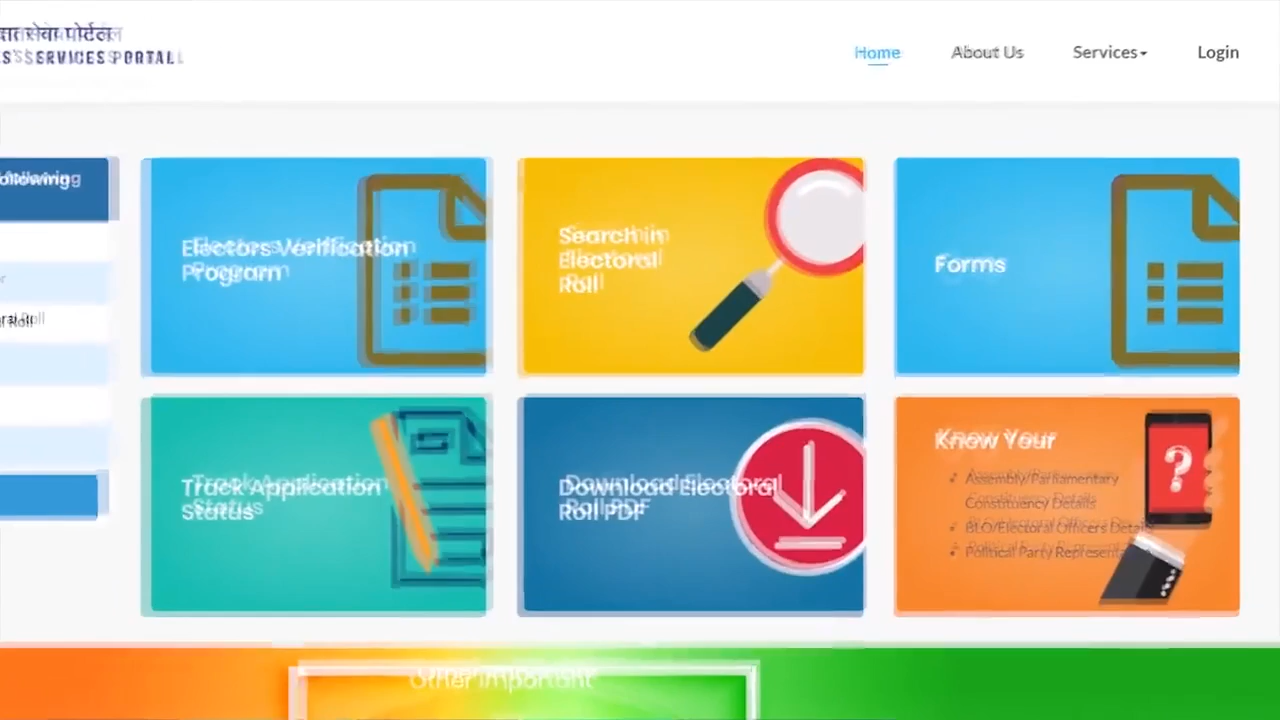 सेवा पोर्टल
SERVICES PORTAL
Home
About Us
Services
Login
Electors Verification
Program
Search in
Electoral
Roll
Forms
Track Application
Status
Download Electoral
Roll PDF
Know Your
Assembly/Parliamentary
Constituency Details
BLO/Electoral Officers Details
Political Party
Other Important